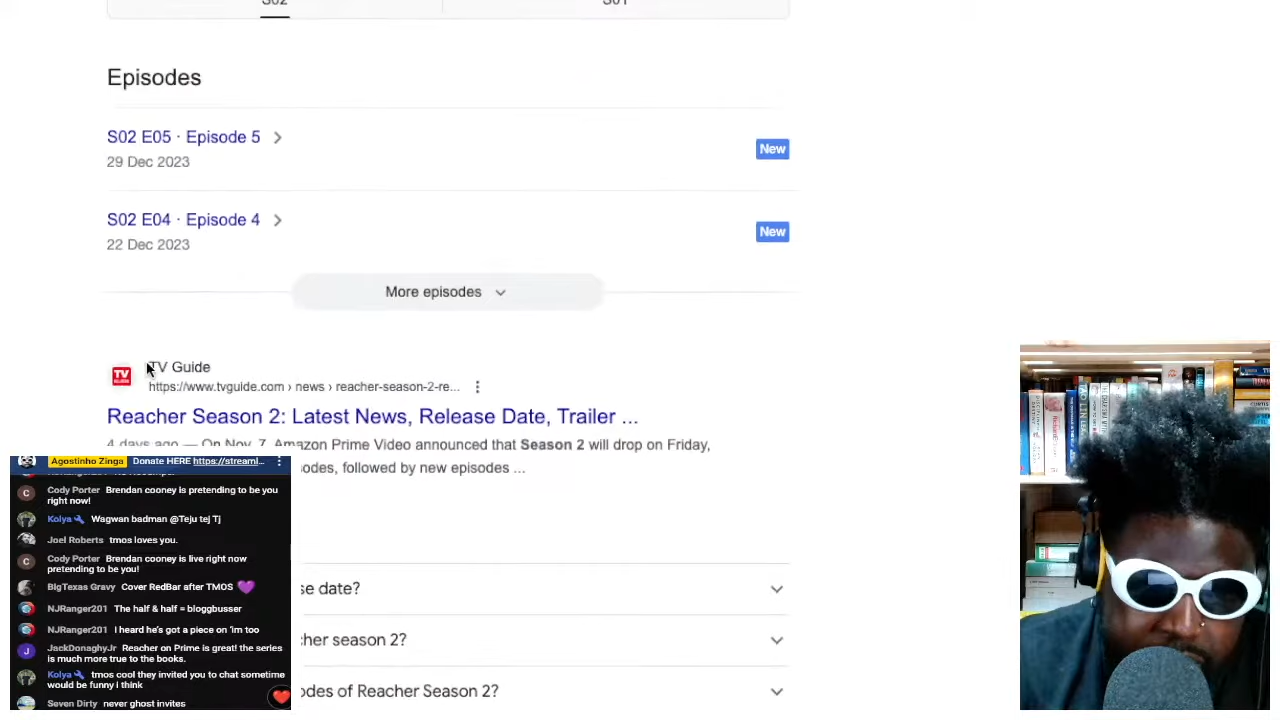 S02
S01
Episodes
S02 E05 · Episode 5
29 Dec 2023
New
S02 E04 · Episode 4
22 Dec 2023
New
More episodes
TV Guide
https://www.tvguide.com › news › reacher-season-2-re...
Reacher Season 2: Latest News, Release Date, Trailer ...
4 days ago — On Nov. 7, Amazon Prime Video announced that Season 2 will drop on Friday,
odes, followed by new episodes ...
se date?
cher season 2?
odes of Reacher Season 2?
Agostinho Zinga Donate HERE https://streaml...
Cody Porter Brendan cooney is pretending to be you
right now!
Kolya Wagwan badman @Teju tej Tj
Joel Roberts tmos loves you.
Cody Porter Brendan cooney is live right now
pretending to be you!
BigTexas Gravy Cover RedBar after TMOS
NJRanger201 The half & half = bloggbusser
NJRanger201 I heard he's got a piece on 'im too
JackDonaghyJr Reacher on Prime is great! the series
is much more true to the books.
Kolya tmos cool they invited you to chat sometime
would be funny i think
Seven Dirty never ghost invites